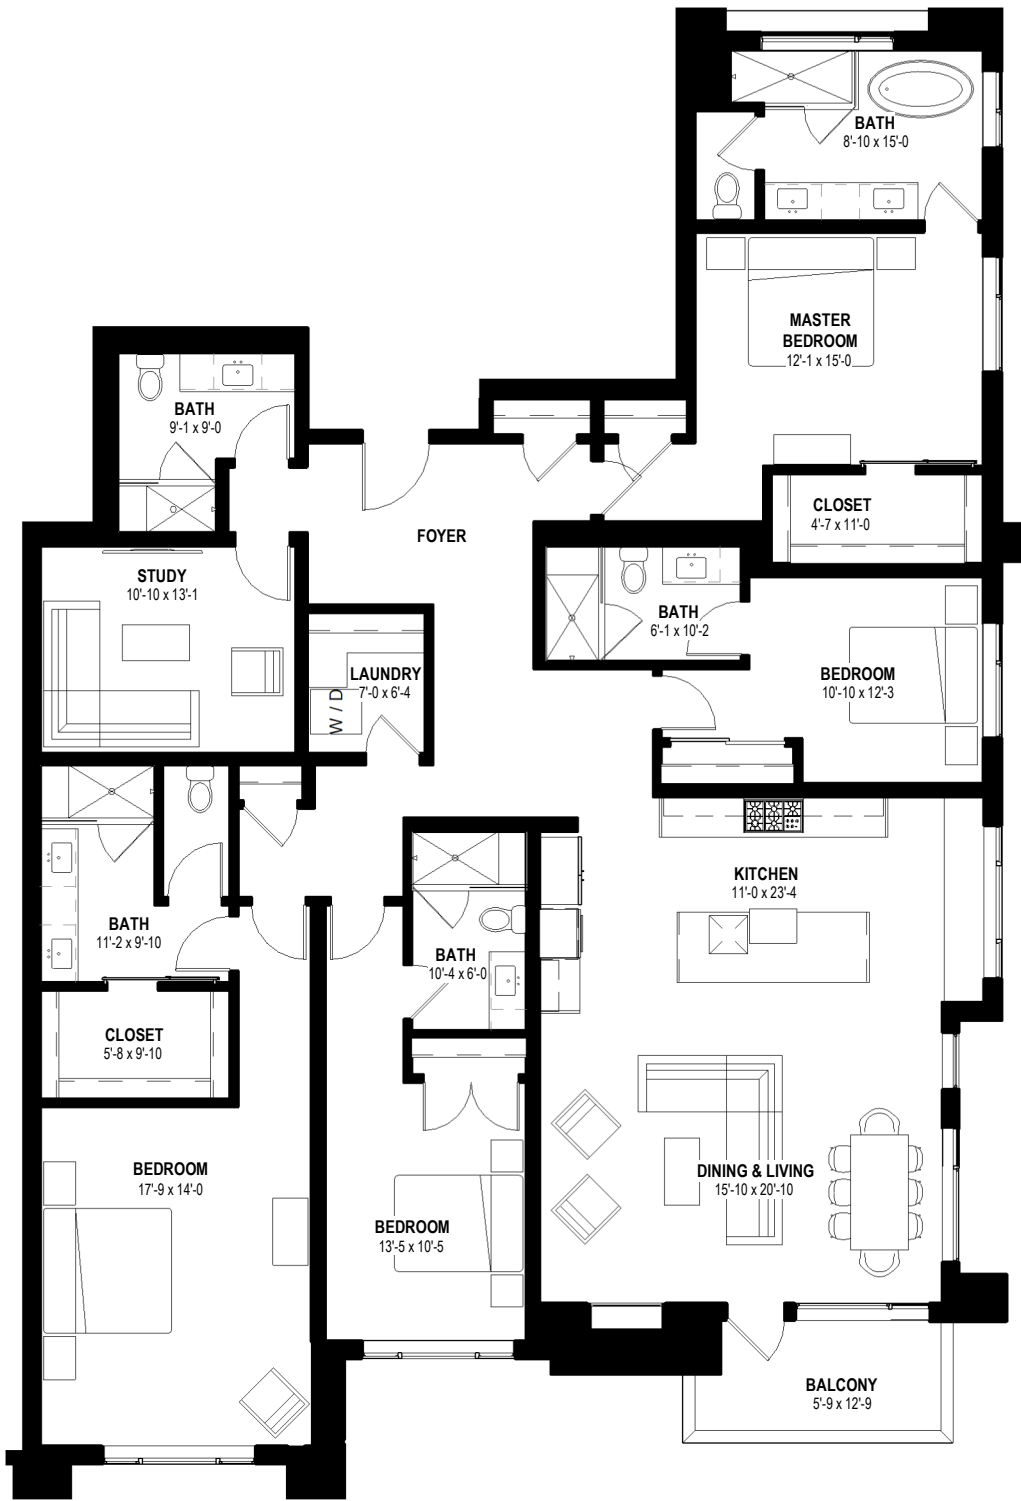 BATH
8'-10 x 15'-0
MASTER
BEDROOM
12'-1 x 15'-0
BATH
9'-1 x 9'-0
CLOSET
4'-7 x 11'-0
FOYER
STUDY
10'-10 x 13'-1
BATH
6'-1 x 10'-2
LAUNDRY
7'-0 x 6'-4
W / D
BEDROOM
10'-10 x 12'-3
KITCHEN
11'-0 x 23'-4
BATH
11'-2 x 9'-10
BATH
10'-4 x 6'-0
CLOSET
5'-8 x 9'-10
BEDROOM
17'-9 x 14'-0
DINING & LIVING
15'-10 x 20'-10
BEDROOM
13'-5 x 10'-5
BALCONY
5'-9 x 12'-9